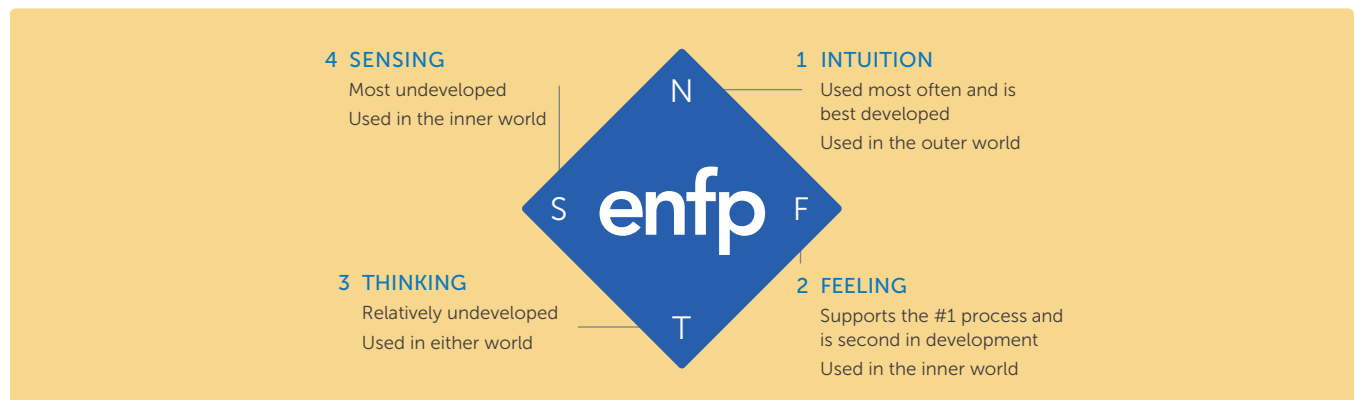 4 SENSING
Most undeveloped
Used in the inner world
N
1 INTUITION
Used most often and is
best developed
Used in the outer world
S
enfp
F
3 THINKING
Relatively undeveloped
Used in either world
T
2 FEELING
Supports the #1 process and
is second in development
Used in the inner world